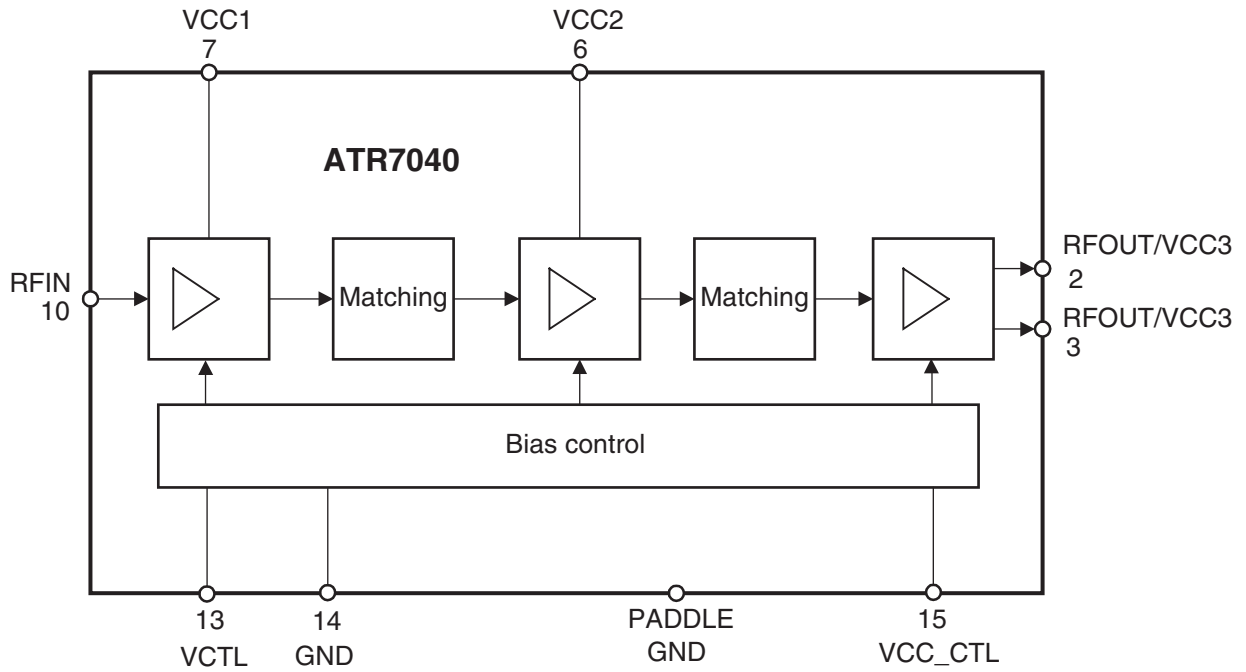 VCC1
7
VCC2
6
ATR7040
RFIN
10
Matching
Matching
RFOUT/VCC3
2
RFOUT/VCC3
3
Bias control
13
VCTL
14
GND
PADDLE
GND
15
VCC_CTL